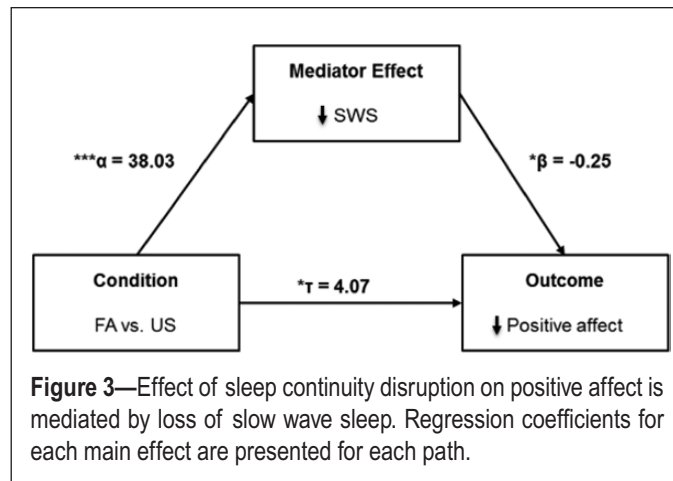 Mediator Effect
↓ SWS
***α = 38.03
*β = -0.25
Condition
FA vs. US
*τ = 4.07
Outcome
↓ Positive affect
Figure 3—Effect of sleep continuity disruption on positive affect is
mediated by loss of slow wave sleep. Regression coefficients for
each main effect are presented for each path.